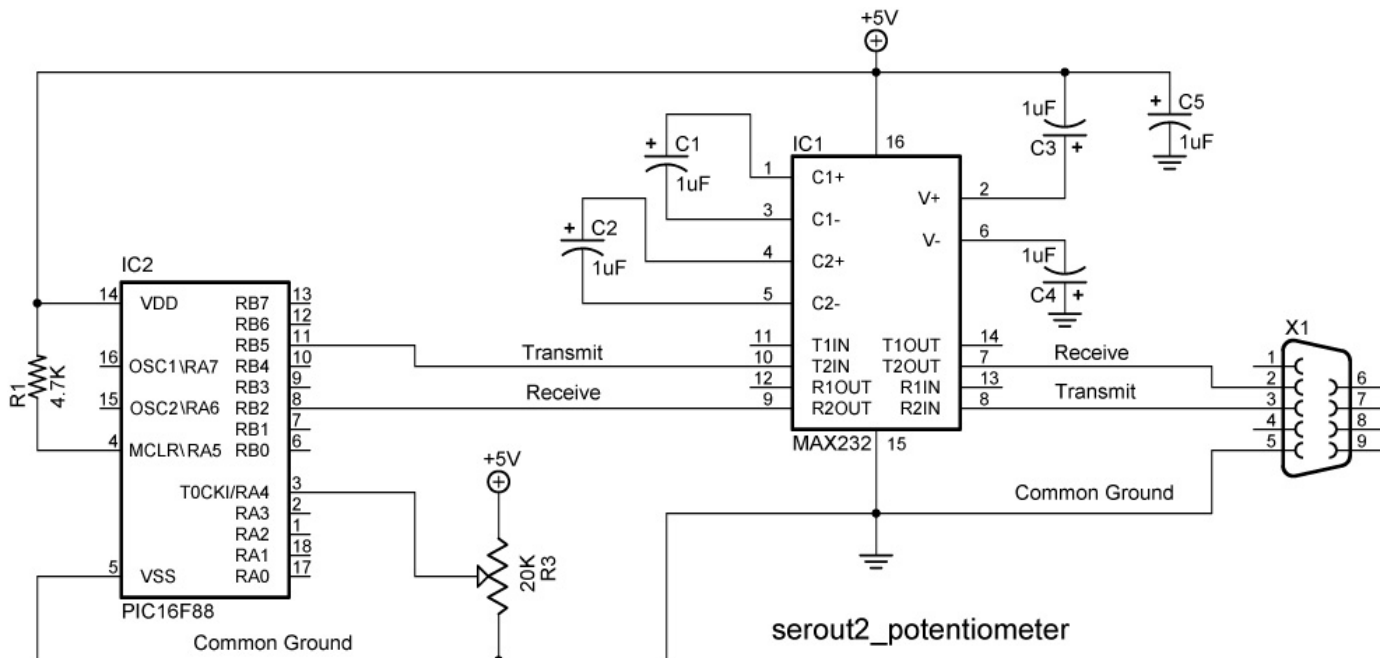 +5V
1uF
C3
+
+
C5
1uF
+
C1
1uF
+
C2
1uF
IC1
16
1
C1+
3
C1-
4
C2+
5
C2-
V+
2
V-
6
1uF
C4
+
11
T1IN
T1OUT
14
10
T2IN
T2OUT
7
12
R1OUT
R1IN
13
9
R2OUT
R2IN
8
MAX232
15
IC2
14
VDD
RB7
13
RB6
12
RB5
11
16
OSC1\RA7
RB4
10
RB3
9
15
OSC2\RA6
RB2
8
RB1
7
4
MCLR\RA5
RB0
6
T0CKI/RA4
3
RA3
2
RA2
1
RA1
18
5
VSS
RA0
17
PIC16F88
R1
4.7K
Transmit
Receive
Receive
Transmit
X1
1
2
3
4
5
6
7
8
9
+5V
20K
R3
Common Ground
Common Ground
serout2_potentiometer